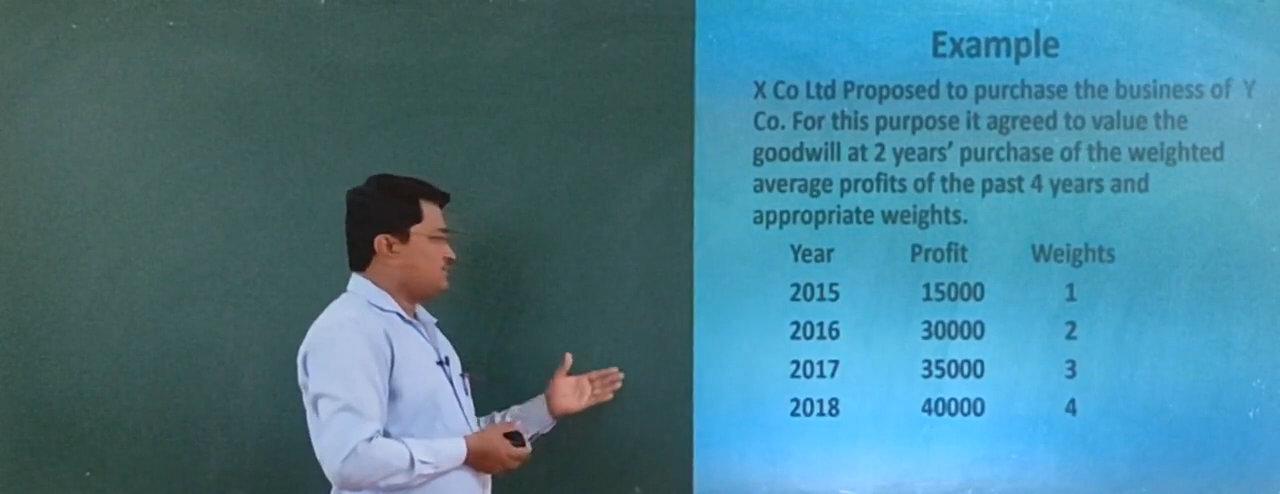 Example
X Co Ltd Proposed to purchase the business of Y
Co. For this purpose it agreed to value the
goodwill at 2 years’ purchase of the weighted
average profits of the past 4 years and
appropriate weights.
Year Profit Weights
2015 15000 1
2016 30000 2
2017 35000 3
2018 40000 4